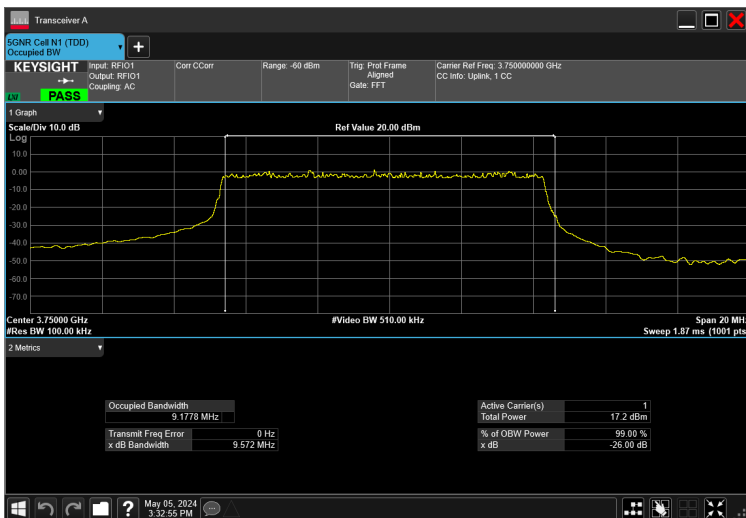 Transceiver A
5GNR Cell N1 (TDD)
Occupied BW
KEYSIGHT
Input: RFIO1
Output: RFIO1
Coupling: AC
Corr CCorr
Range: -60 dBm
Trig: Prot Frame
Aligned
Gate: FFT
Carrier Ref Freq: 3.750000000 GHz
CC Info: Uplink, 1 CC
LXI
PASS
1 Graph
Scale/Div 10.0 dB
Ref Value 20.00 dBm
Log
10.0
0.00
-10.0
-20.0
-30.0
-40.0
-50.0
-60.0
-70.0
Center 3.75000 GHz
#Video BW 510.00 kHz
Span 20 MHz
#Res BW 100.00 kHz
Sweep 1.87 ms (1001 pts
2 Metrics
Occupied Bandwidth
9.1778 MHz
Transmit Freq Error 0 Hz
x dB Bandwidth 9.572 MHz
Active Carrier(s) 1
Total Power 17.2 dBm
% of OBW Power 99.00 %
x dB -26.00 dB
?
May 05, 2024
3:32:55 PM